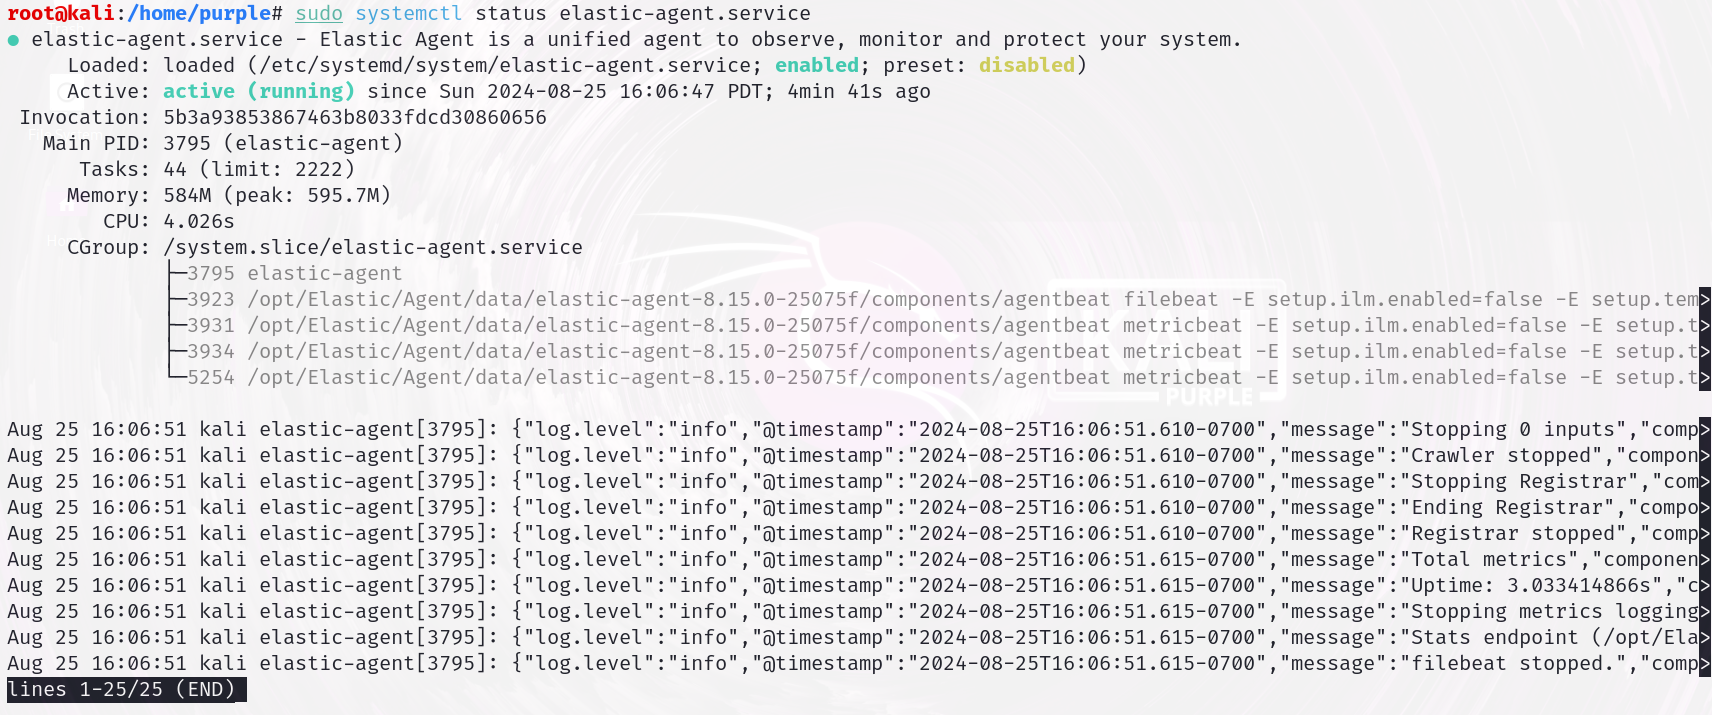 root@kali:/home/purple# sudo systemctl status elastic-agent.service
● elastic-agent.service - Elastic Agent is a unified agent to observe, monitor and protect your system.
     Loaded: loaded (/etc/systemd/system/elastic-agent.service; enabled; preset: disabled)
     Active: active (running) since Sun 2024-08-25 16:06:47 PDT; 4min 41s ago
 Invocation: 5b3a93853867463b8033fdcd30860656
   Main PID: 3795 (elastic-agent)
      Tasks: 44 (limit: 2222)
     Memory: 584M (peak: 595.7M)
        CPU: 4.026s
     CGroup: /system.slice/elastic-agent.service
             ├─3795 elastic-agent
             ├─3923 /opt/Elastic/Agent/data/elastic-agent-8.15.0-25075f/components/agentbeat filebeat -E setup.ilm.enabled=false -E setup.tem>
             ├─3931 /opt/Elastic/Agent/data/elastic-agent-8.15.0-25075f/components/agentbeat metricbeat -E setup.ilm.enabled=false -E setup.t>
             ├─3934 /opt/Elastic/Agent/data/elastic-agent-8.15.0-25075f/components/agentbeat metricbeat -E setup.ilm.enabled=false -E setup.t>
             └─5254 /opt/Elastic/Agent/data/elastic-agent-8.15.0-25075f/components/agentbeat metricbeat -E setup.ilm.enabled=false -E setup.t>
KALI
PURPLE
Aug 25 16:06:51 kali elastic-agent[3795]: {"log.level":"info","@timestamp":"2024-08-25T16:06:51.610-0700","message":"Stopping 0 inputs","comp>
Aug 25 16:06:51 kali elastic-agent[3795]: {"log.level":"info","@timestamp":"2024-08-25T16:06:51.610-0700","message":"Crawler stopped","compon>
Aug 25 16:06:51 kali elastic-agent[3795]: {"log.level":"info","@timestamp":"2024-08-25T16:06:51.610-0700","message":"Stopping Registrar","com>
Aug 25 16:06:51 kali elastic-agent[3795]: {"log.level":"info","@timestamp":"2024-08-25T16:06:51.610-0700","message":"Ending Registrar","compo>
Aug 25 16:06:51 kali elastic-agent[3795]: {"log.level":"info","@timestamp":"2024-08-25T16:06:51.610-0700","message":"Registrar stopped","comp>
Aug 25 16:06:51 kali elastic-agent[3795]: {"log.level":"info","@timestamp":"2024-08-25T16:06:51.615-0700","message":"Total metrics","componen>
Aug 25 16:06:51 kali elastic-agent[3795]: {"log.level":"info","@timestamp":"2024-08-25T16:06:51.615-0700","message":"Uptime: 3.033414866s","c>
Aug 25 16:06:51 kali elastic-agent[3795]: {"log.level":"info","@timestamp":"2024-08-25T16:06:51.615-0700","message":"Stopping metrics logging>
Aug 25 16:06:51 kali elastic-agent[3795]: {"log.level":"info","@timestamp":"2024-08-25T16:06:51.615-0700","message":"Stats endpoint (/opt/Ela>
Aug 25 16:06:51 kali elastic-agent[3795]: {"log.level":"info","@timestamp":"2024-08-25T16:06:51.615-0700","message":"filebeat stopped.","comp>
lines 1-25/25 (END)